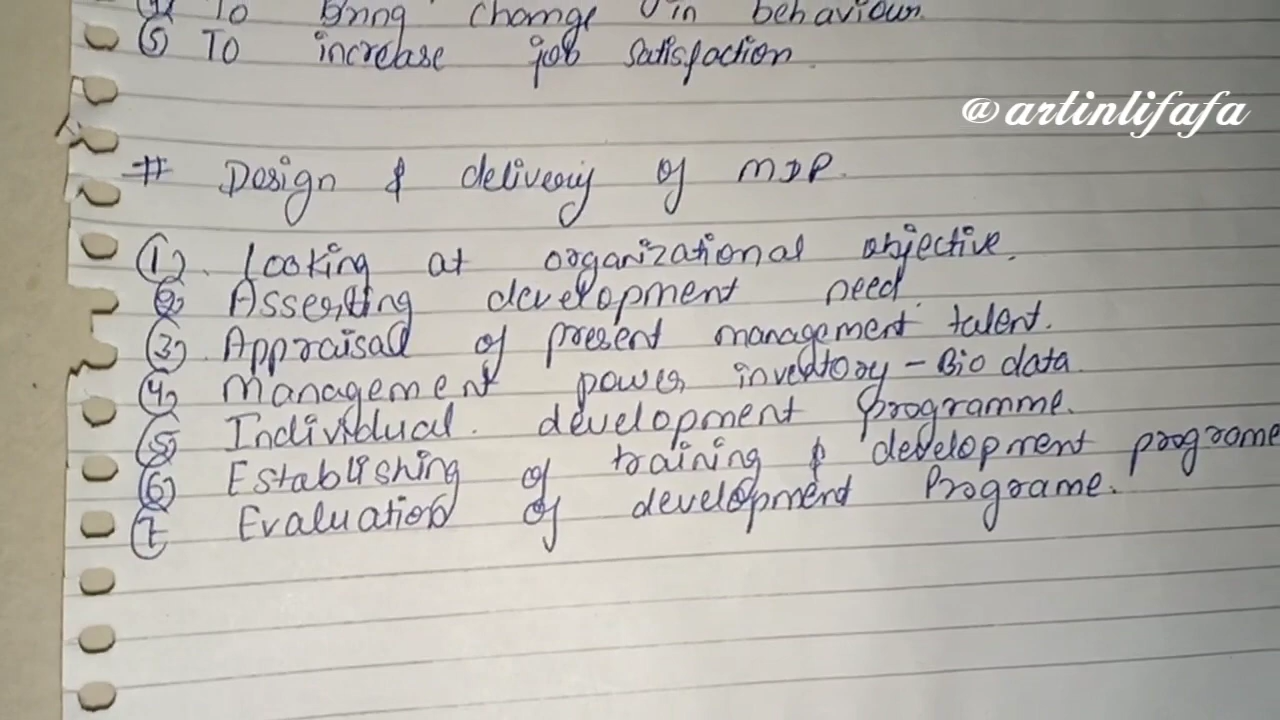 To bring change in behaviour.
(5) To increase job satisfaction.
@artinlifafa
# Design & delivery of MDP.
(1). Looking at organizational objective.
(2) Assessting development need
(3). Appraisal of present management talent.
(4) Management power inventory - Bio data.
(5) Individual. development programme.
(6) Establishing of training & development programe
(7 Evaluation of development Programe.